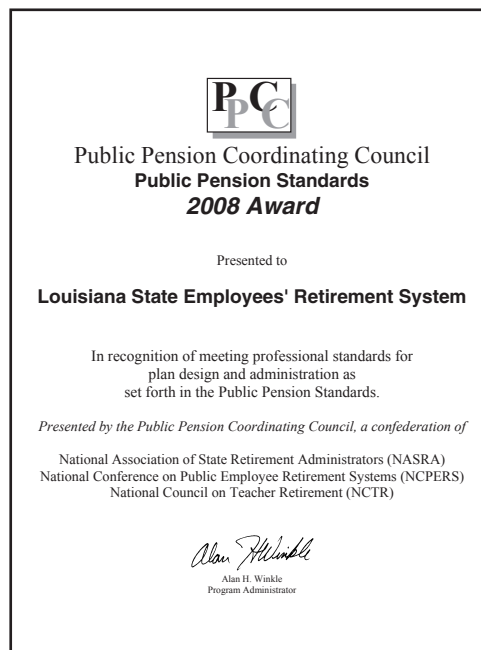 PPCC
Public Pension Coordinating Council
Public Pension Standards
2008 Award
Presented to
Louisiana State Employees' Retirement System
In recognition of meeting professional standards for
plan design and administration as
set forth in the Public Pension Standards.
Presented by the Public Pension Coordinating Council, a confederation of
National Association of State Retirement Administrators (NASRA)
National Conference on Public Employee Retirement Systems (NCPERS)
National Council on Teacher Retirement (NCTR)
Alan H Winkle
Alan H. Winkle
Program Administrator